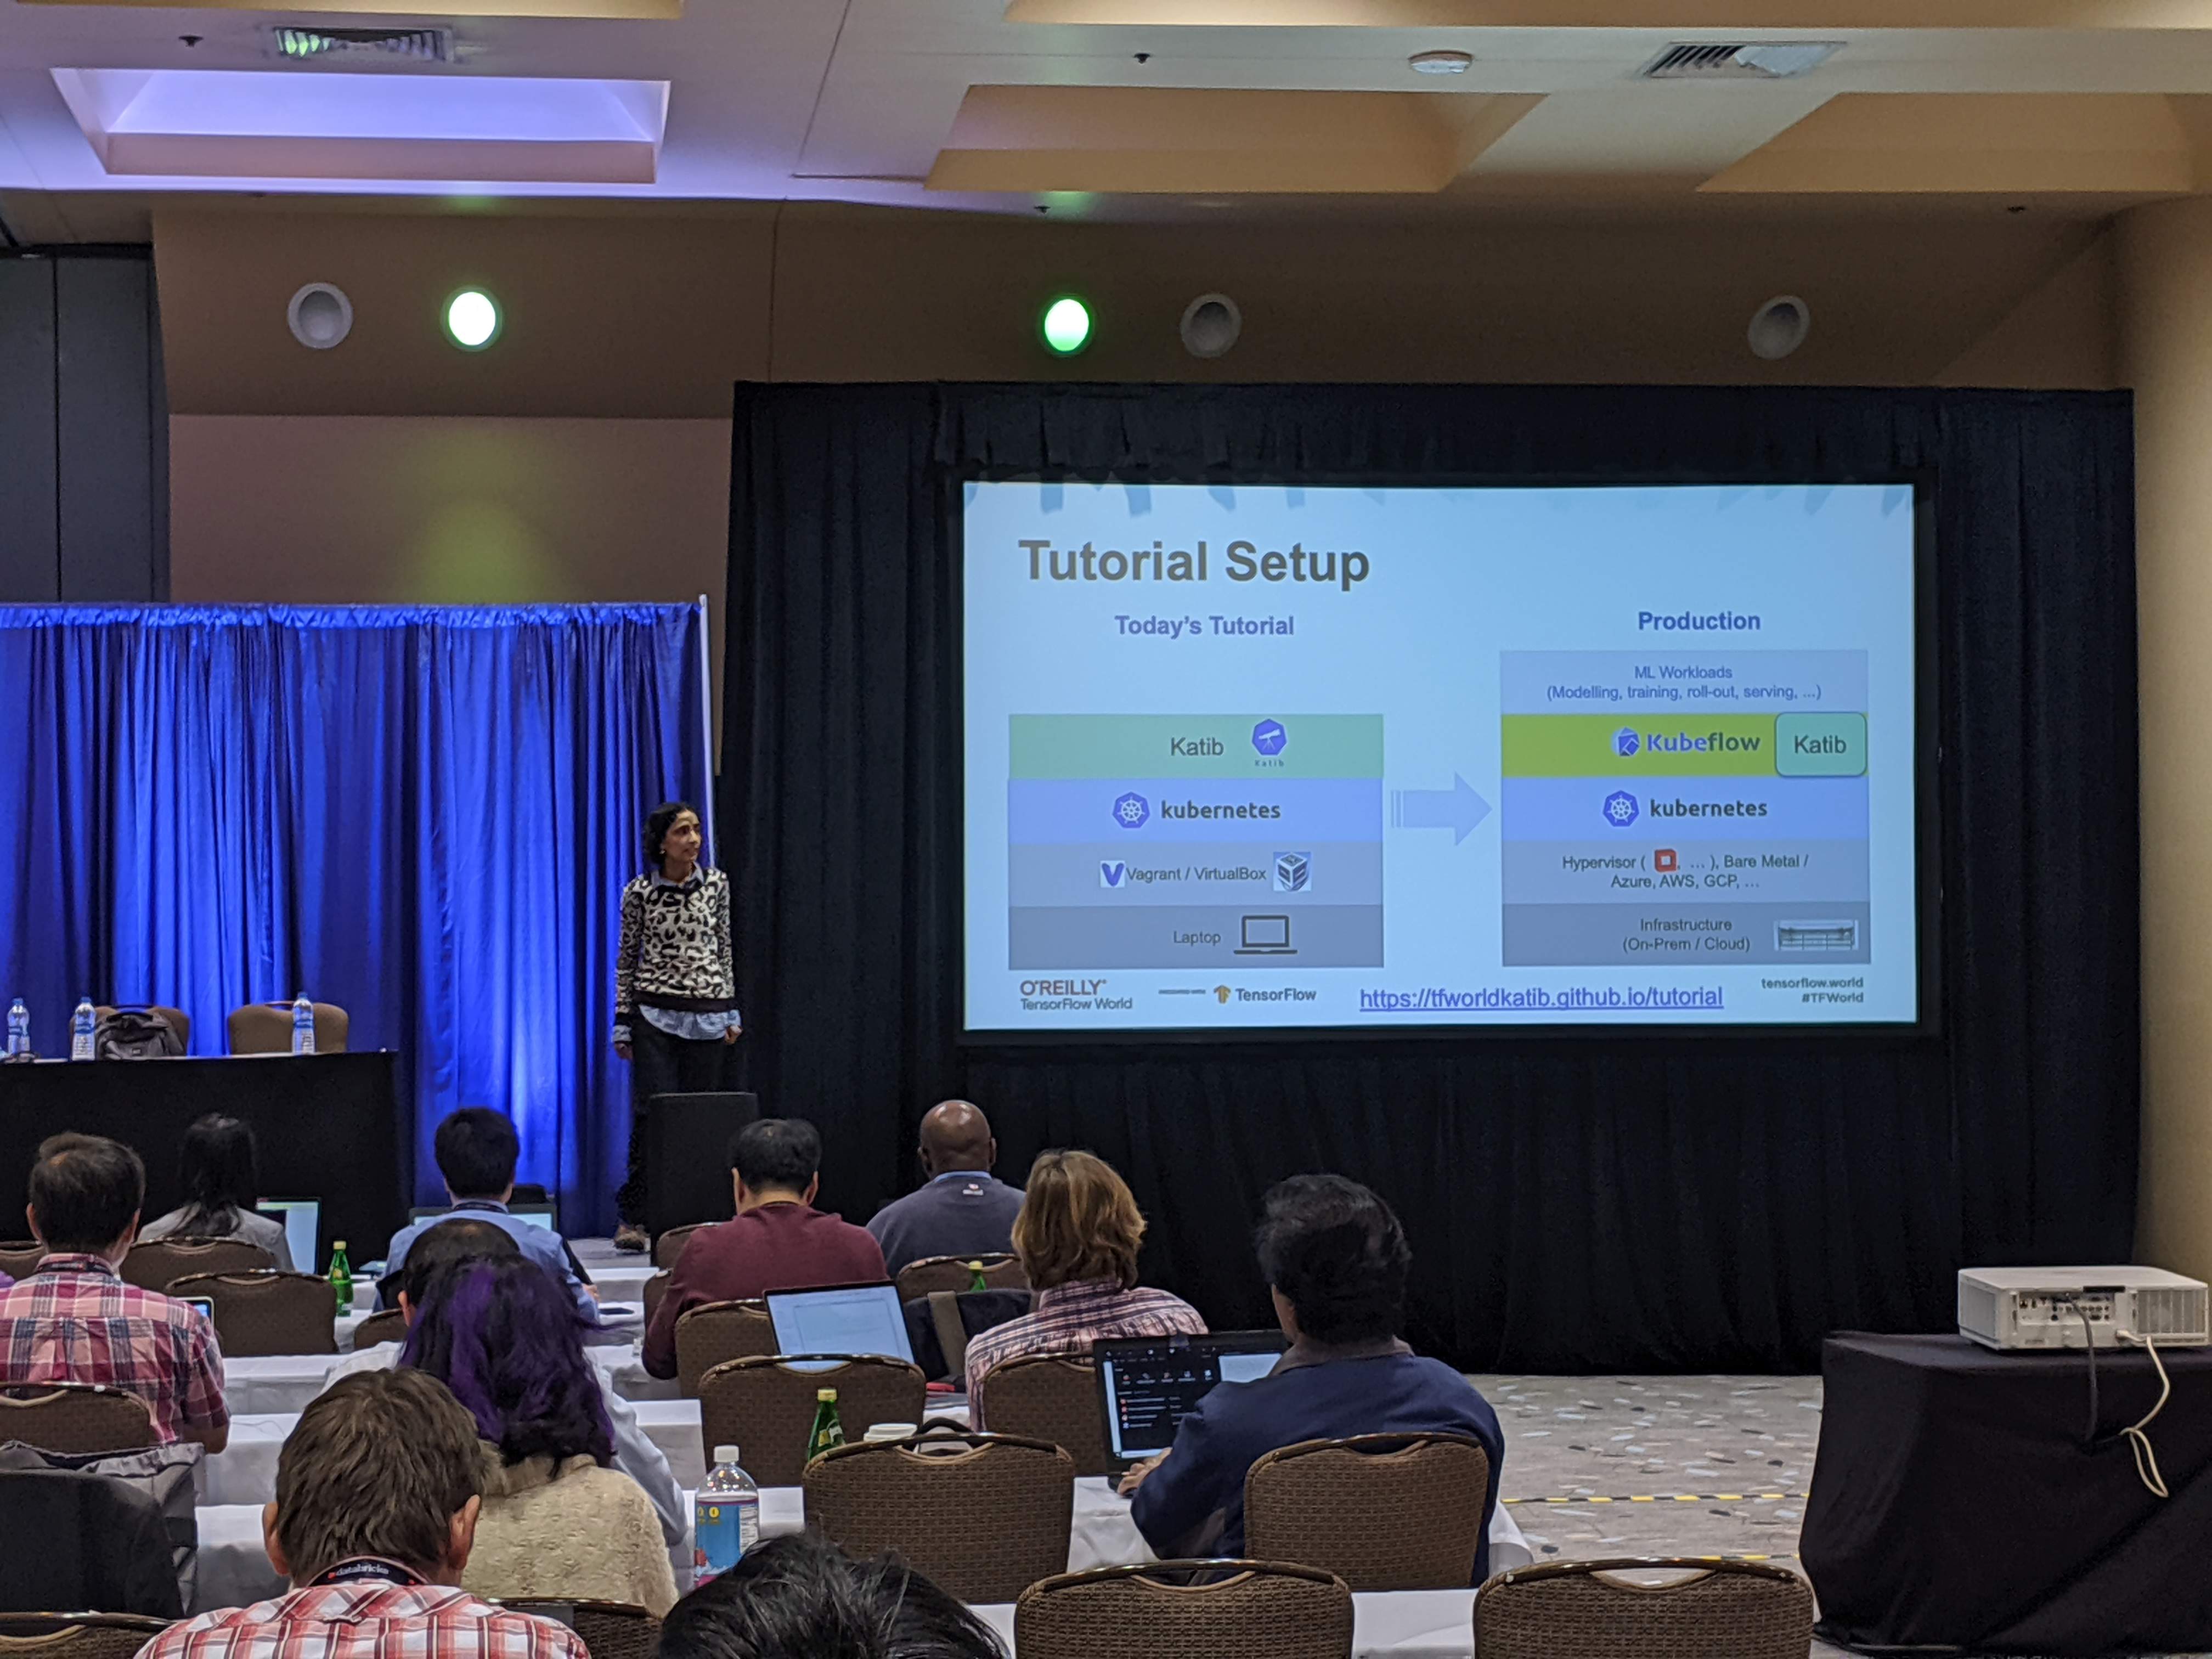 Tutorial Setup
Today's Tutorial
Katib
Katib
kubernetes
Vagrant / VirtualBox
Laptop
Production
ML Workloads
(Modelling, training, roll-out, serving, ...)
Kubeflow
Katib
kubernetes
Hypervisor ( , ... ), Bare Metal /
Azure, AWS, GCP, ...
Infrastructure
(On-Prem / Cloud)
O'REILLY®
TensorFlow World
TensorFlow
https://tfworldkatib.github.io/tutorial
tensorflow.world
#TFWorld
databricks